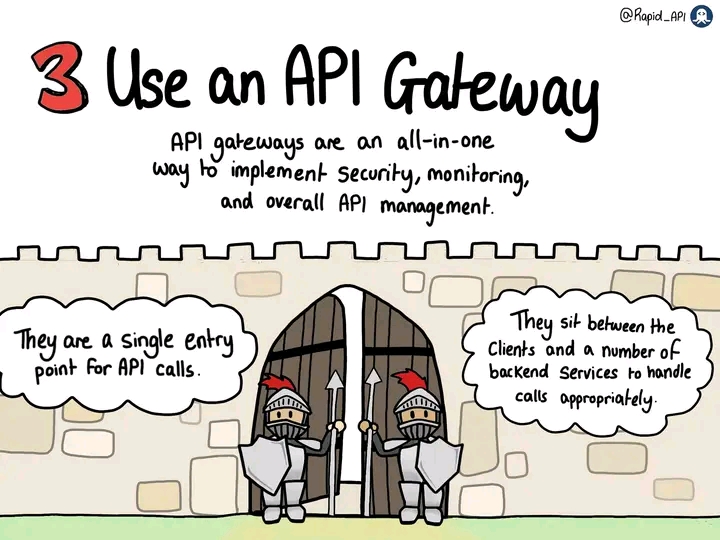 @Rapid_API
3 Use an API Gateway
API gateways are an all-in-one
way to implement security, monitoring,
and overall API management.
They are a single entry
point for API calls.
They sit between the
Clients and a number of
backend services to handle
calls appropriately.